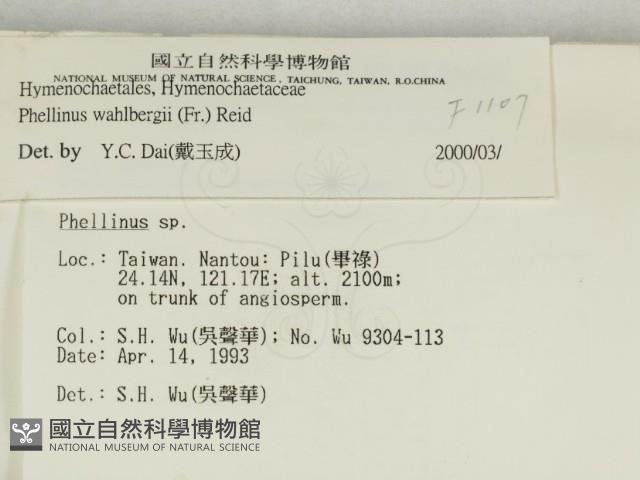 國立自然科學博物館
NATIONAL MUSEUM OF NATURAL SCIENCE, TAICHUNG, TAIWAN, R.O.CHINA
Hymenochaetales, Hymenochaetaceae
Phellinus wahlbergii (Fr.) Reid
F1107
Det. by Y.C. Dai(戴玉成) 2000/03/
Phellinus sp.
Loc.: Taiwan. Nantou: Pilu(畢祿)
24.14N, 121.17E; alt. 2100m;
on trunk of angiosperm.
Col.: S.H. Wu(吳聲華); No. Wu 9304-113
Date: Apr. 14, 1993
Det.: S.H. Wu(吳聲華)
國立自然科學博物館
NATIONAL MUSEUM OF NATURAL SCIENCE